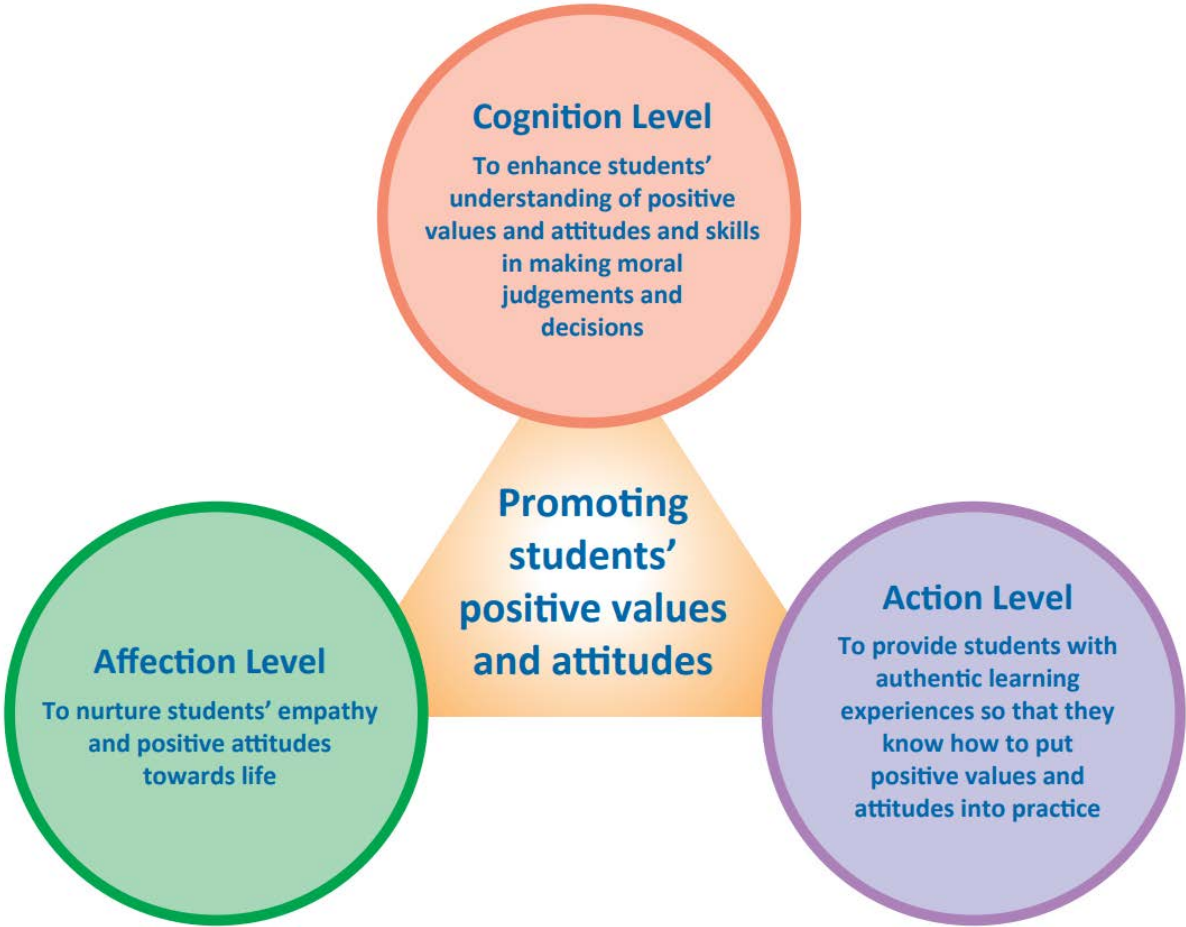 Cognition Level
To enhance students’
understanding of positive
values and attitudes and skills
in making moral
judgements and
decisions
Promoting
students’
positive values
and attitudes
Affection Level
To nurture students’ empathy
and positive attitudes
towards life
Action Level
To provide students with
authentic learning
experiences so that they
know how to put
positive values and
attitudes into practice